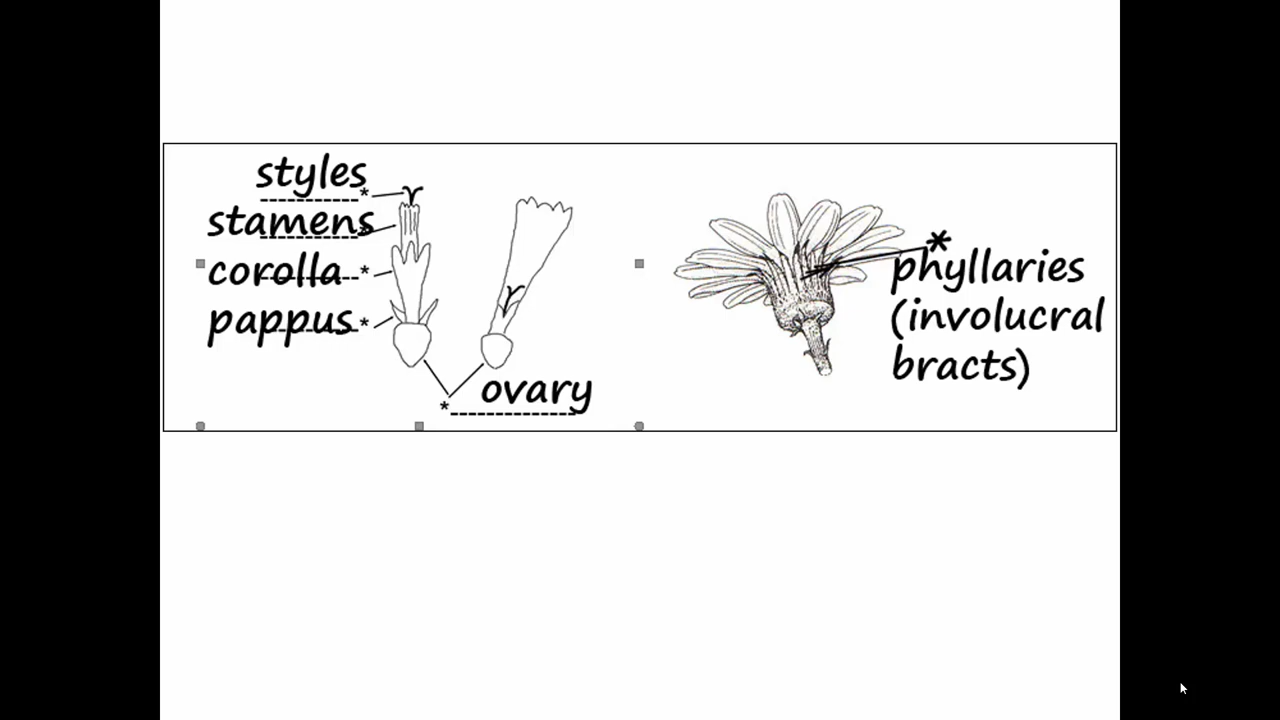 styles
stamens
corolla
pappus
ovary
phyllaries
(involucral
bracts)